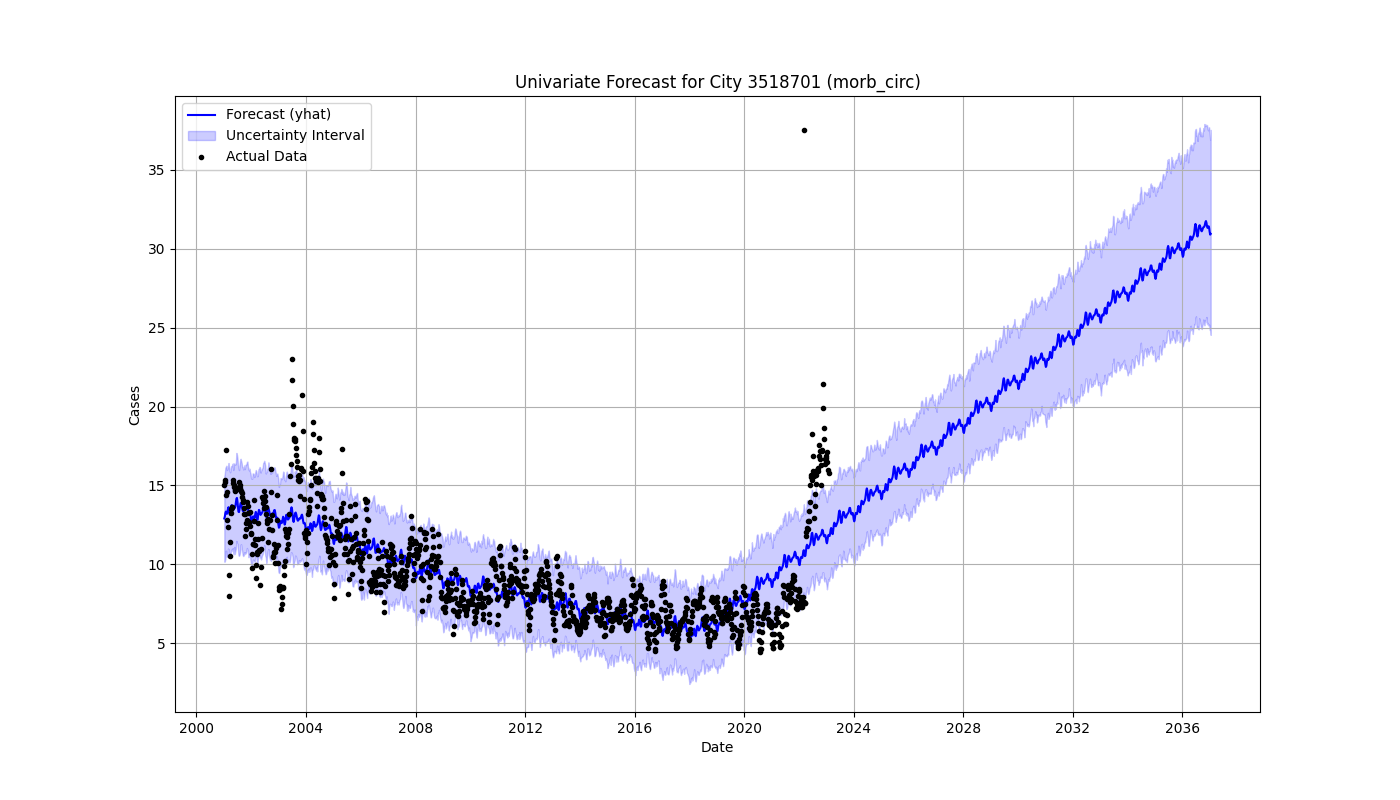 Univariate Forecast for City 3518701 (morb_circ)
Forecast (yhat)
Uncertainty Interval
Actual Data
35
30
25
20
15
10
5
Cases
2000 2004 2008 2012 2016 2020 2024 2028 2032 2036
Date